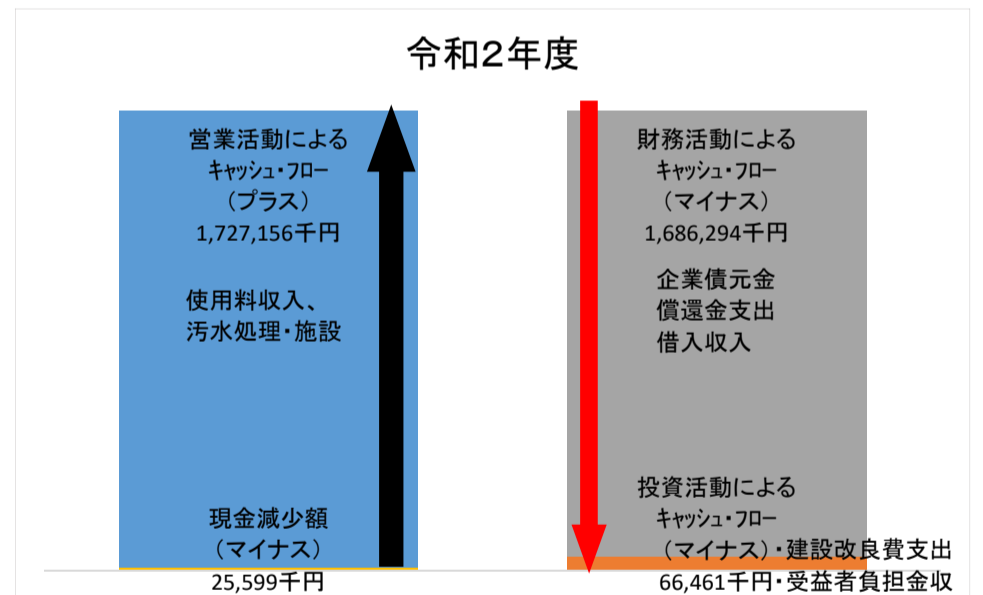 令和2年度
営業活動による
ｷｬｯｼｭ・ﾌﾛｰ
（プラス）
1,727,156千円
使用料収入、
汚水処理・施設
現金減少額
（マイナス）
25,599千円
財務活動による
ｷｬｯｼｭ・ﾌﾛｰ
（マイナス）
1,686,294千円
企業債元金
償還金支出
借入収入
投資活動による
ｷｬｯｼｭ・ﾌﾛｰ
（マイナス）・建設改良費支出
66,461千円・受益者負担金収